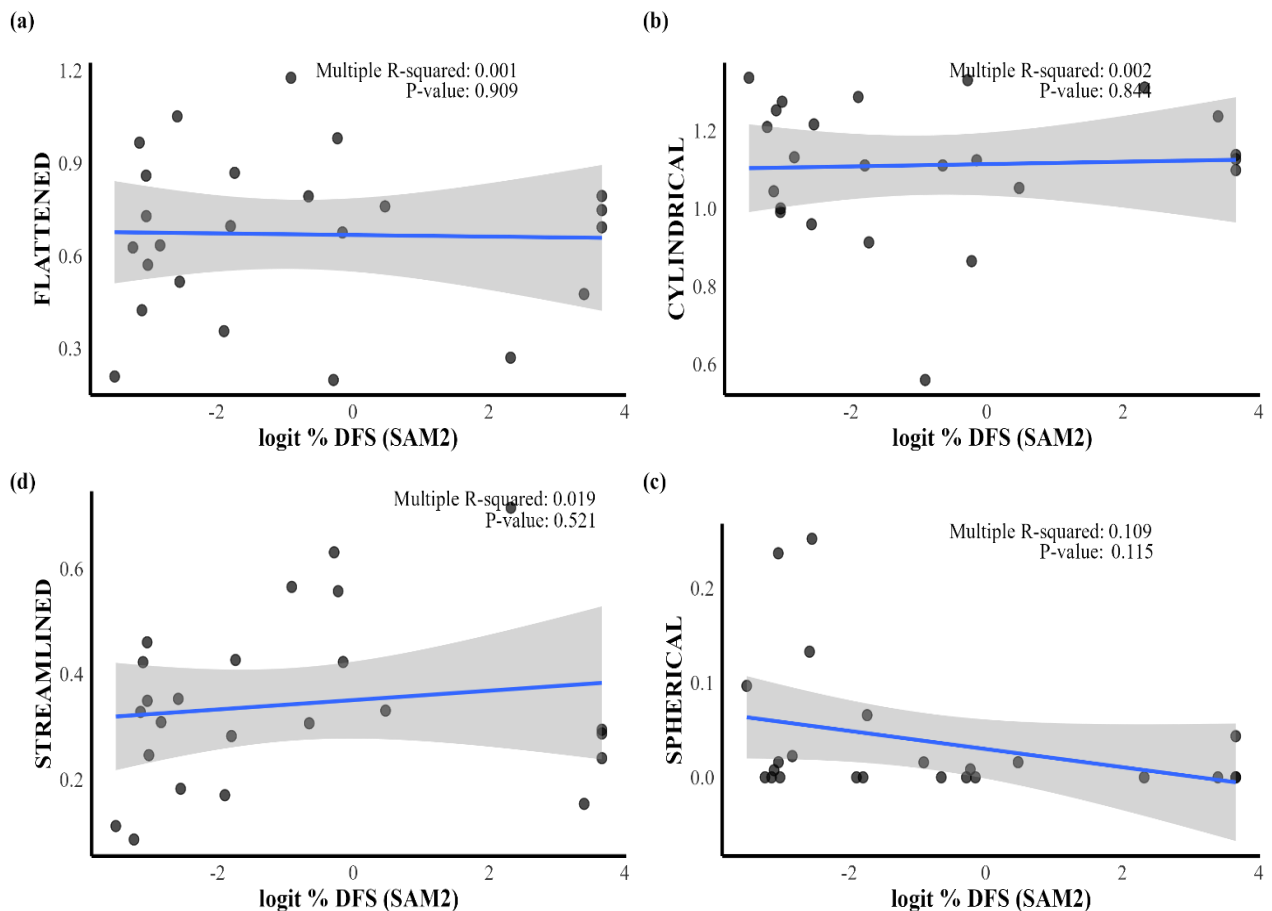 (a)
Multiple R-squared: 0.001
P-value: 0.909
1.2
0.9
0.6
0.3
FLATTENED
-2
0
2
4
logit % DFS (SAM2)
(b)
Multiple R-squared: 0.002
P-value: 0.844
1.2
1.0
0.8
0.6
CYLINDRICAL
-2
0
2
4
logit % DFS (SAM2)
(d)
Multiple R-squared: 0.019
P-value: 0.521
0.6
0.4
0.2
STREAMLINED
-2
0
2
4
logit % DFS (SAM2)
(c)
Multiple R-squared: 0.109
P-value: 0.115
0.2
0.1
0.0
SPHERICAL
-2
0
2
4
logit % DFS (SAM2)